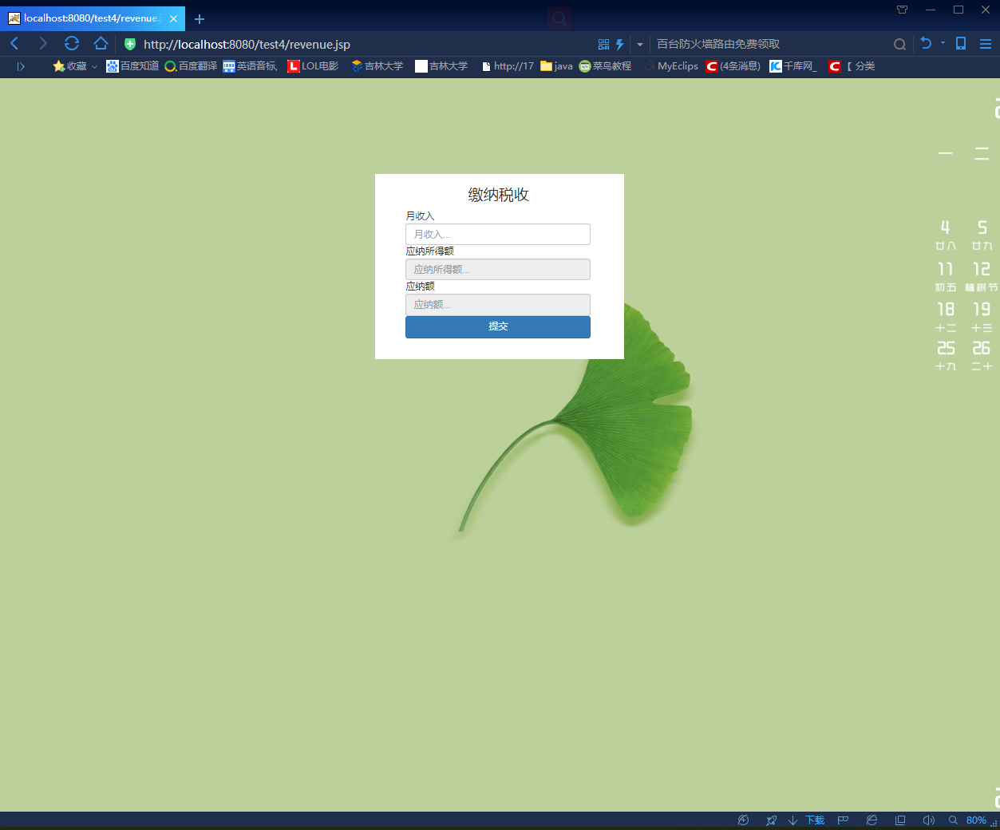 localhost:8080/test4/revenue.j
http://localhost:8080/test4/revenue.jsp
百台防火墙路由免费领取
收藏 百度知道 百度翻译 英语音标, LOL电影 吉林大学 吉林大学 http://17 java 菜鸟教程 MyEclips (4条消息) 千库网_ 【 分类
一 二
缴纳税收
月收入
月收入...
应纳所得额
应纳所得额...
应纳额
应纳额...
提交
4 5
廿八 廿九
11 12
初五 植树节
18 19
十二 十三
25 26
十九 二十
下载 80%